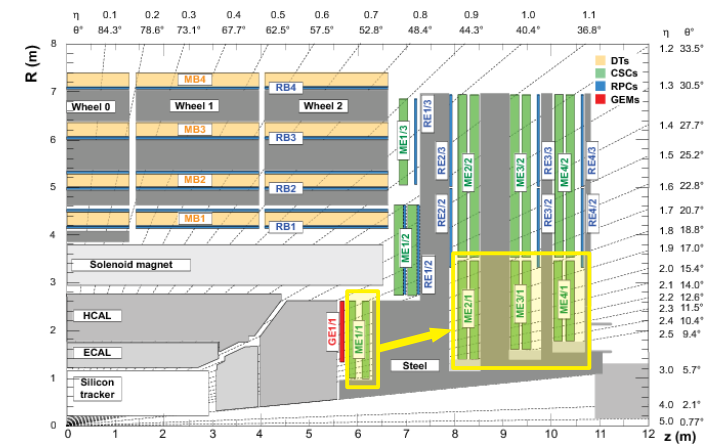 η 0.1 0.2 0.3 0.4 0.5 0.6 0.7 0.8 0.9 1.0 1.1 η θ°
θ° 84.3° 78.6° 73.1° 67.7° 62.5° 57.5° 52.8° 48.4° 44.3° 40.4° 36.8°
R (m)
8
7
6
5
4
3
2
1
0
1.2 33.5°
1.3 30.5°
1.4 27.7°
1.5 25.2°
1.6 22.8°
1.7 20.7°
1.8 18.8°
1.9 17.0°
2.0 15.4°
2.1 14.0°
2.2 12.6°
2.3 11.5°
2.4 10.4°
2.5 9.4°
3.0 5.7°
4.0 2.1°
5.0 0.77°
DTs
CSCs
RPCs
GEMs
MB4
RB4
Wheel 0
Wheel 1
Wheel 2
MB3
RB3
MB2
RB2
MB1
RB1
Solenoid magnet
HCAL
ECAL
Silicon
tracker
Steel
GE1/1
ME1/1
ME1/2
ME1/3
RE1/3
RE1/2
RE2/3
RE2/2
ME2/2
ME2/1
ME3/2
ME3/1
RE3/3
RE3/2
ME4/2
ME4/1
RE4/3
RE4/2
0 1 2 3 4 5 6 7 8 9 10 11 12
z (m)